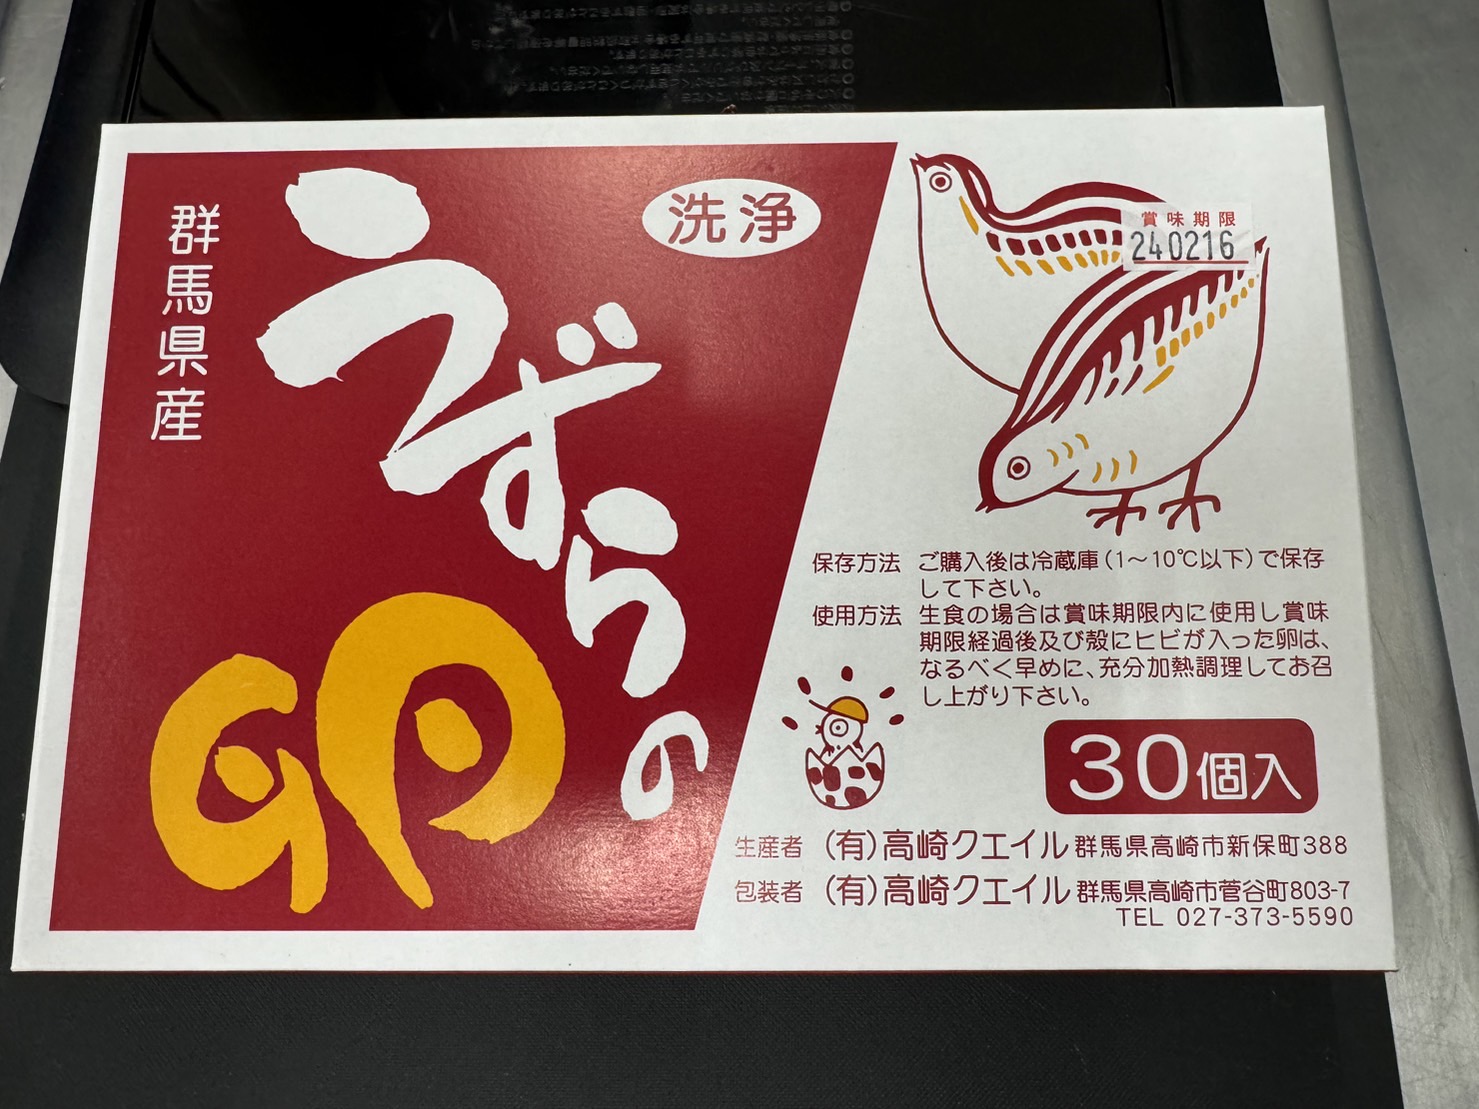 群馬県産
うずらの
卵
洗浄
賞味期限
240216
保存方法 ご購入後は冷蔵庫(1~10℃以下)で保存
して下さい。
使用方法 生食の場合は賞味期限内に使用し賞味
期限経過後及び殻にヒビが入った卵は、
なるべく早めに、充分加熱調理してお召
し上がり下さい。
30個入
生産者 (有)高崎クエイル 群馬県高崎市新保町388
包装者 (有)高崎クエイル 群馬県高崎市菅谷町803-7
TEL 027-373-5590